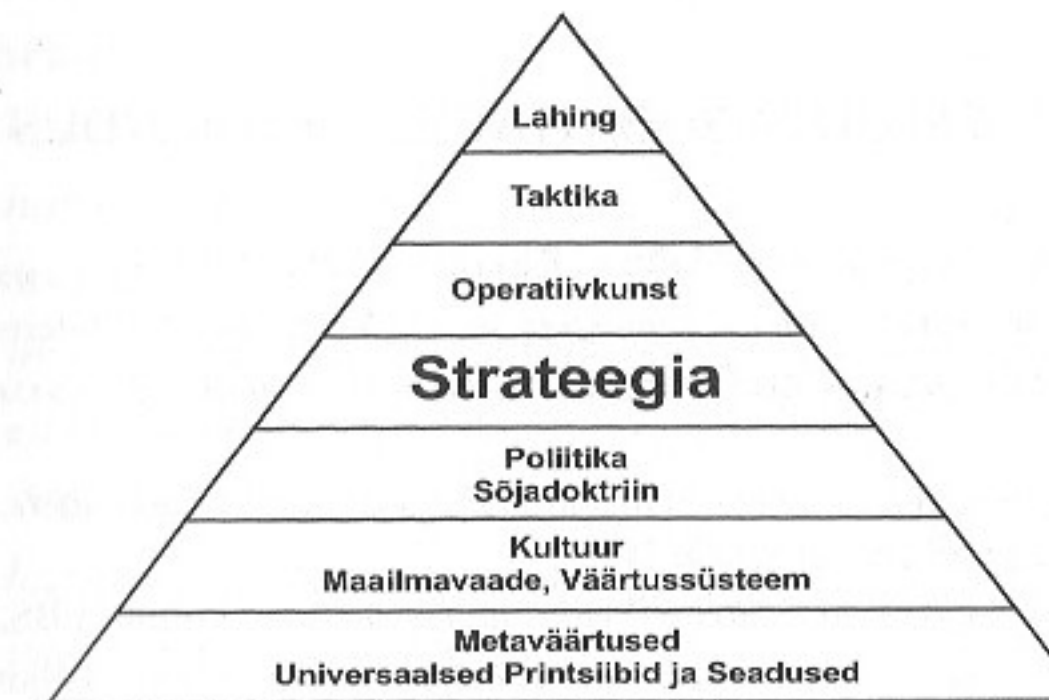 Lahing
Taktika
Operatiivkunst
Strateegia
Poliitika
Sõjadoktriin
Kultuur
Maailmavaade, Väärtussüsteem
Metaväärtused
Universaalsed Printsiibid ja Seadused